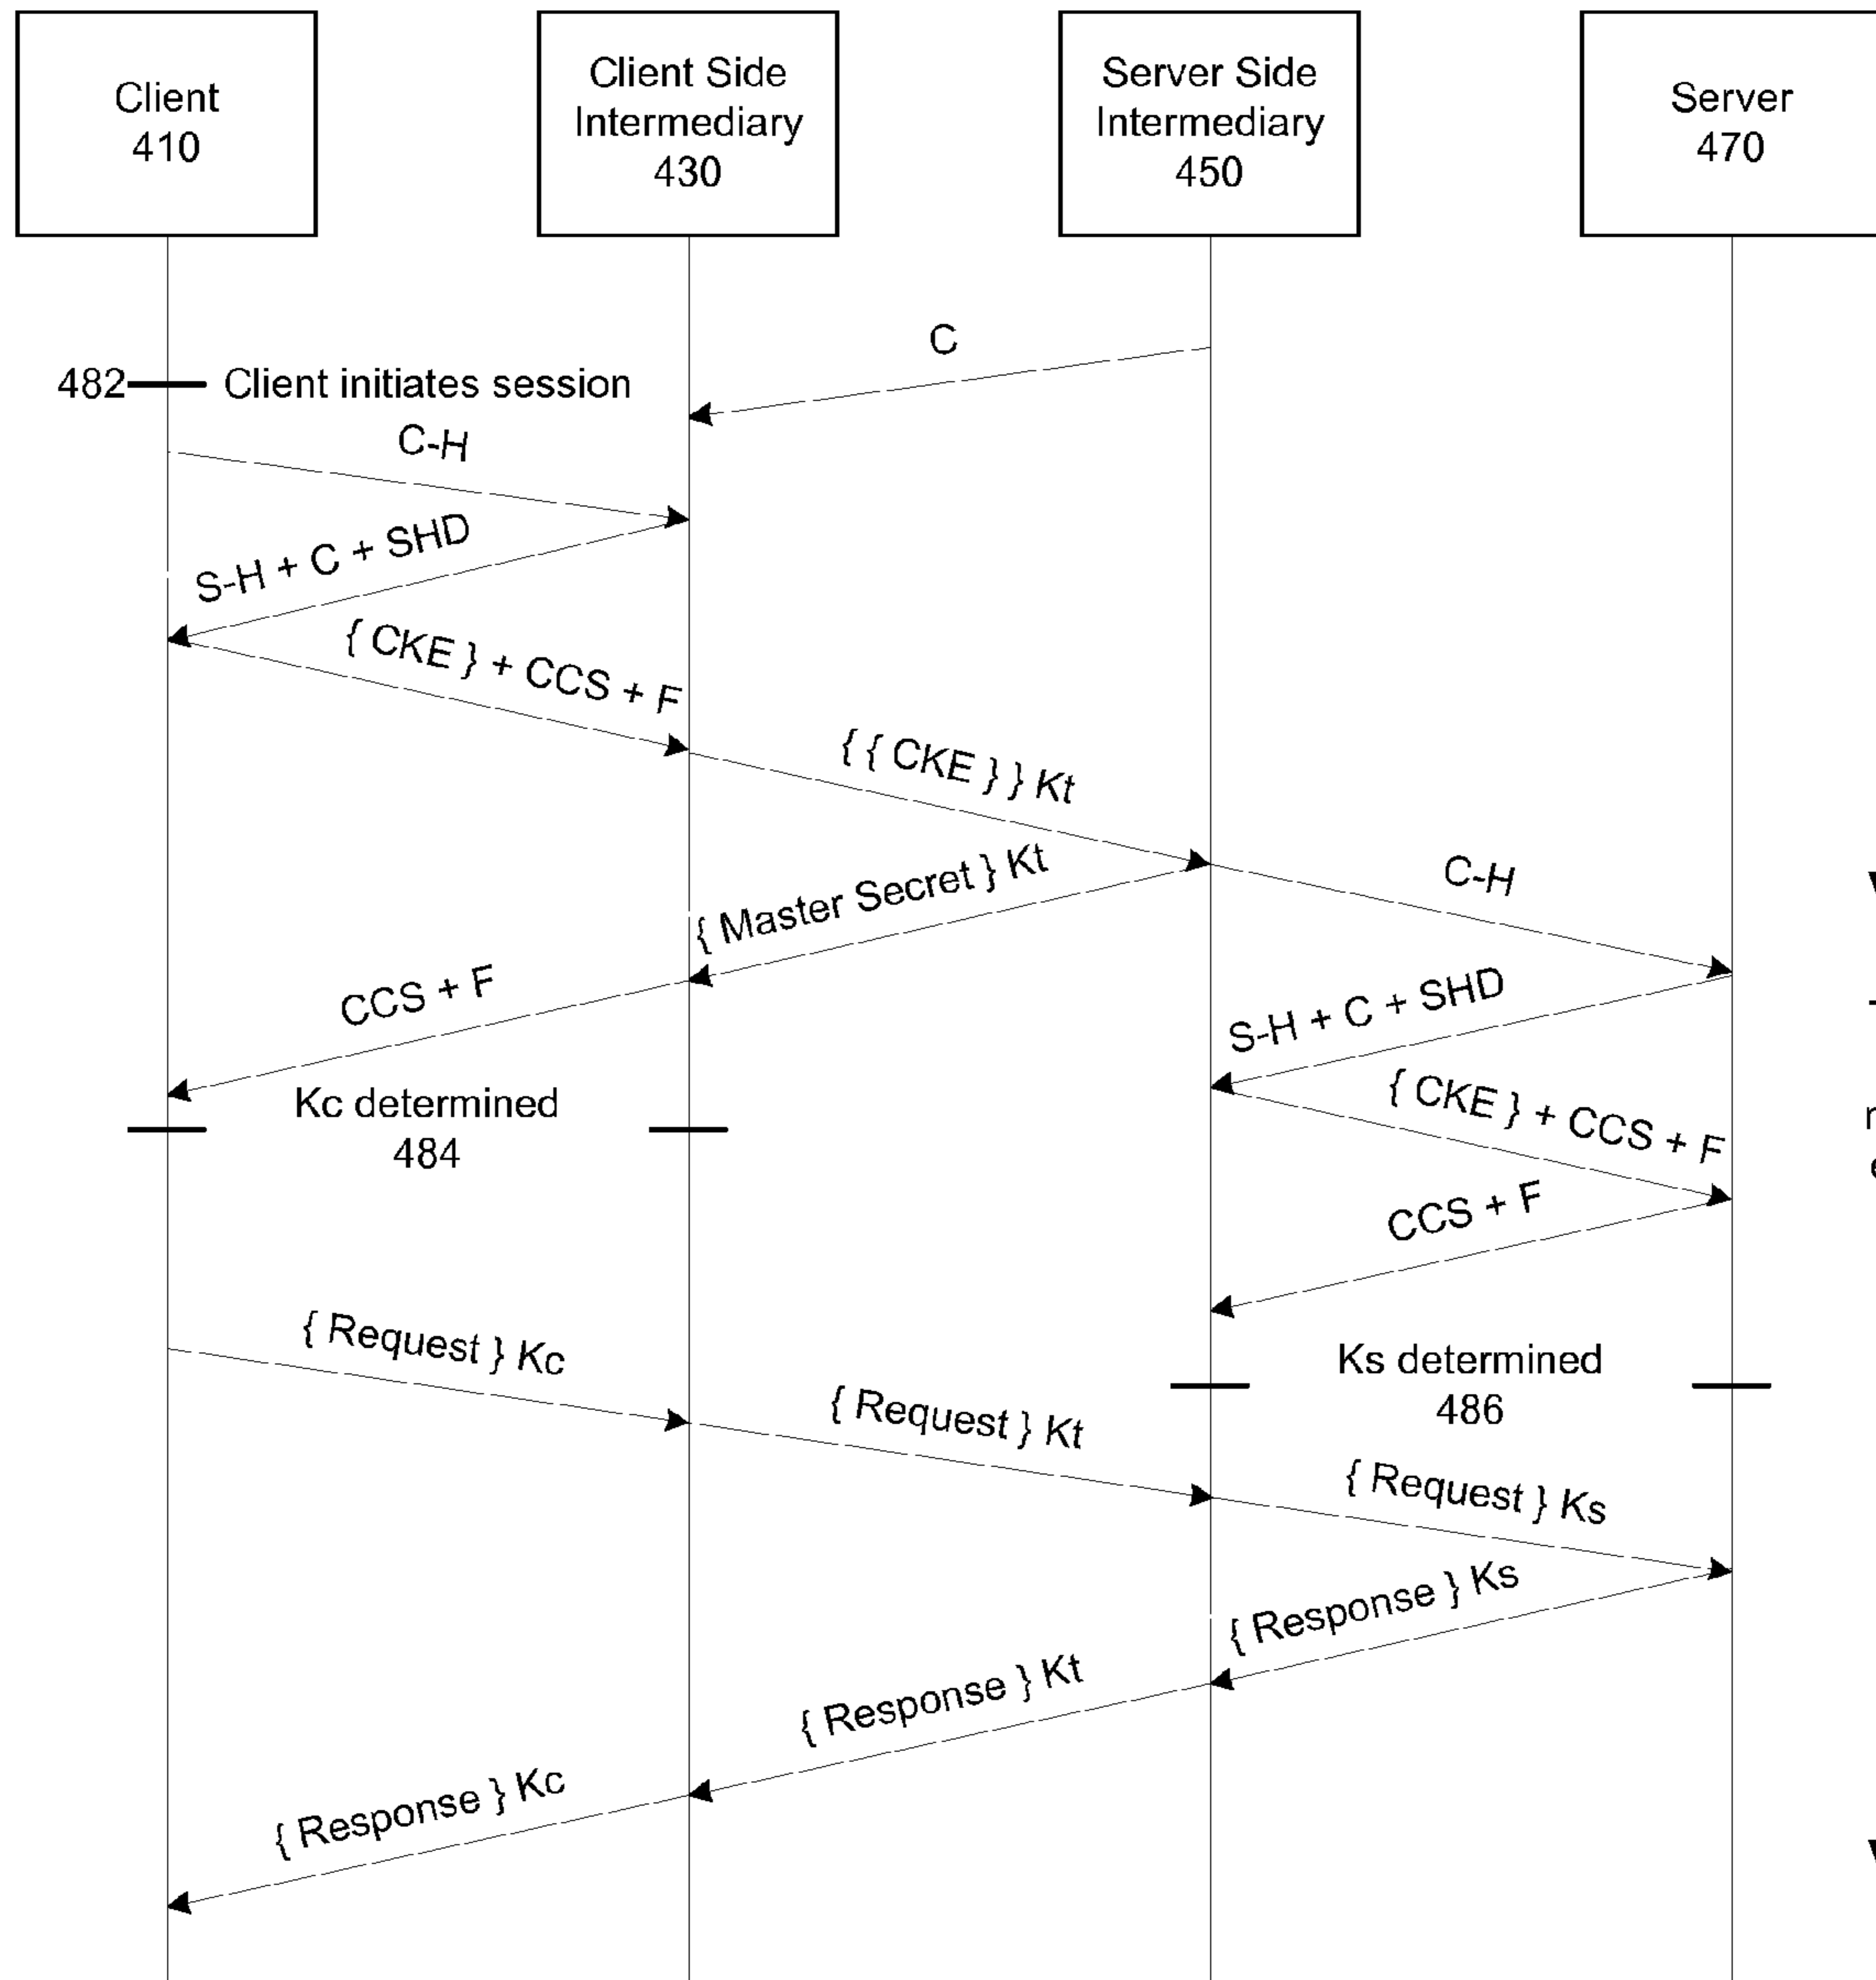 Client
410
Client Side
Intermediary
430
Server Side
Intermediary
450
Server
470
C
482
Client initiates session
C-H
S-H + C + SHD
{ CKE } + CCS + F
{ { CKE } } Kt
{ Master Secret } Kt
C-H
CCS + F
S-H + C + SHD
Kc determined
484
{ CKE } + CCS + F
CCS + F
{ Request } Kc
Ks determined
486
{ Request } Kt
{ Request } Ks
{ Response } Ks
{ Response } Kt
{ Response } Kc